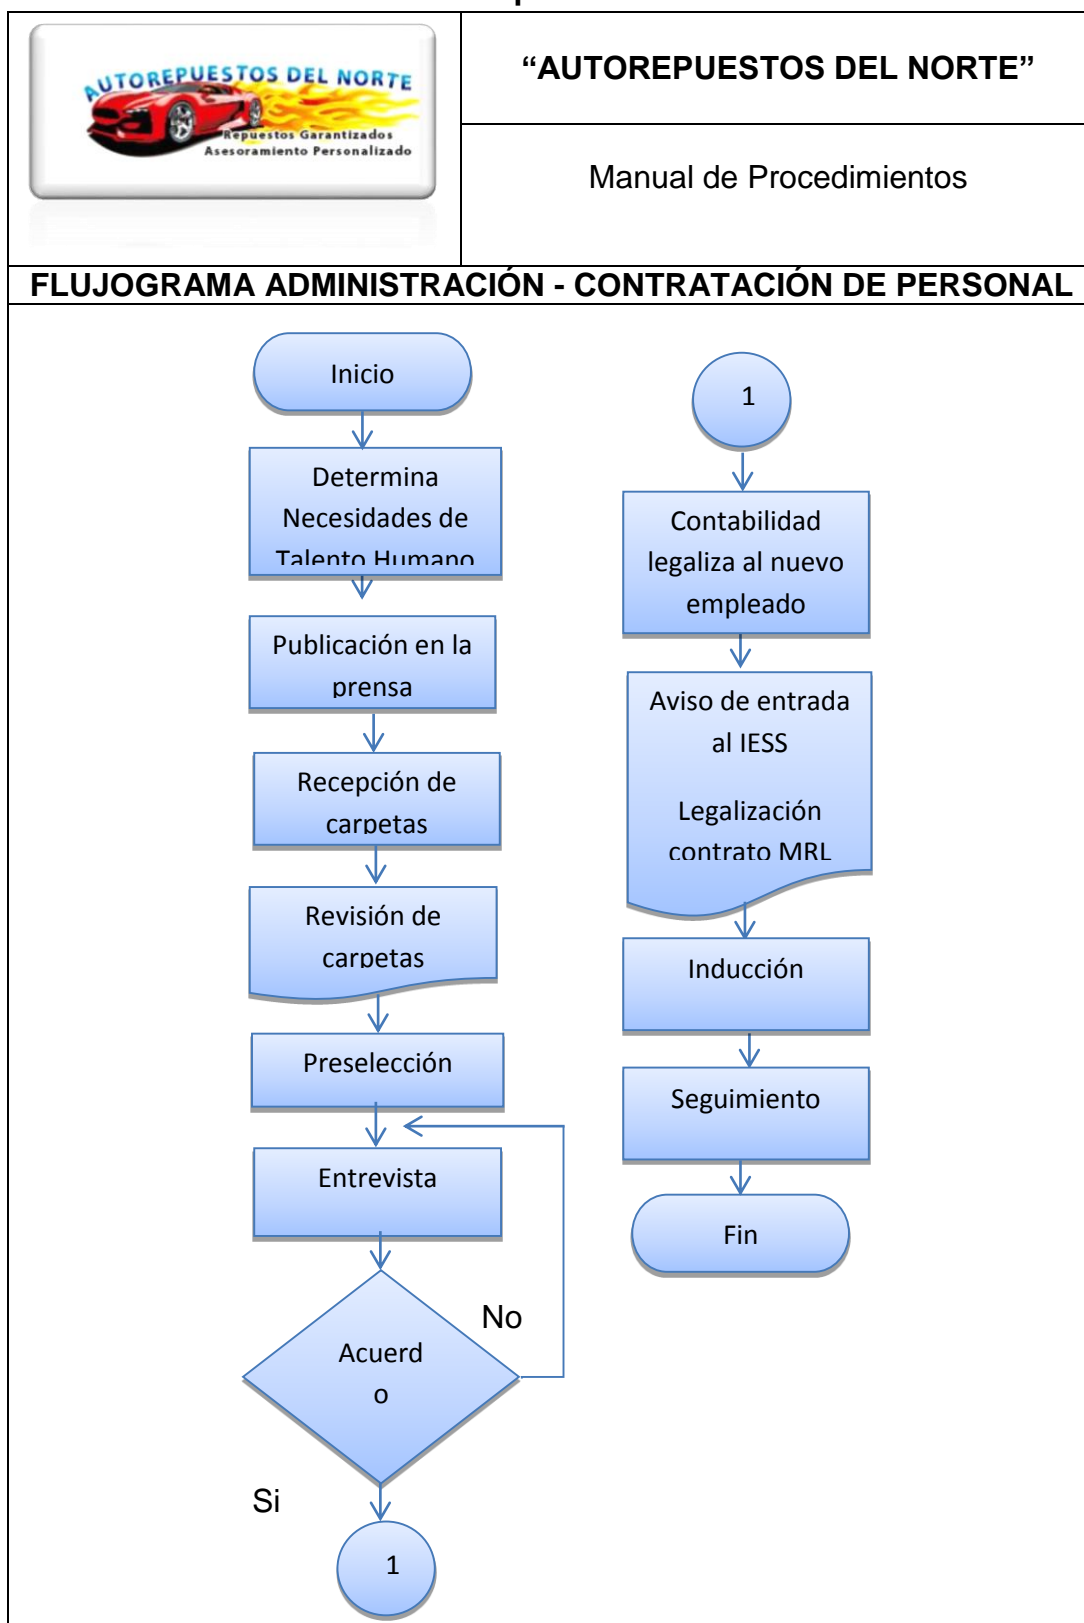 AUTOREPUESTOS DEL NORTE
Repuestos Garantizados
Asesoramiento Personalizado
“AUTOREPUESTOS DEL NORTE”
Manual de Procedimientos
FLUJOGRAMA ADMINISTRACIÓN - CONTRATACIÓN DE PERSONAL
Inicio
Determina
Necesidades de
Talento Humano
Publicación en la
prensa
Recepción de
carpetas
Revisión de
carpetas
Preselección
Entrevista
No
Acuerd
o
Si
1
1
Contabilidad
legaliza al nuevo
empleado
Aviso de entrada
al IESS
Legalización
contrato MRL
Inducción
Seguimiento
Fin